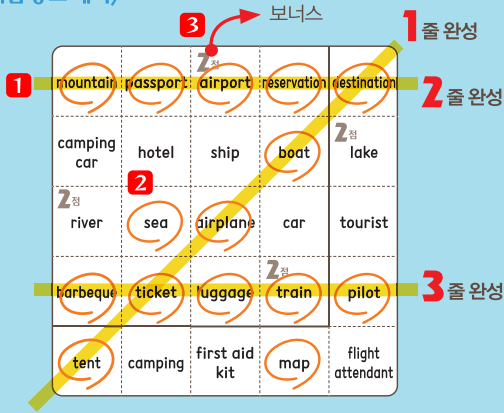 3 보너스
1 줄 완성
2점
1 mountain passport airport reservation destination 2 줄 완성
camping car hotel ship boat 2점 lake
2
2점 river sea airplane car tourist
2점
barbeque ticket luggage train pilot 3 줄 완성
tent camping first aid kit map flight attendant